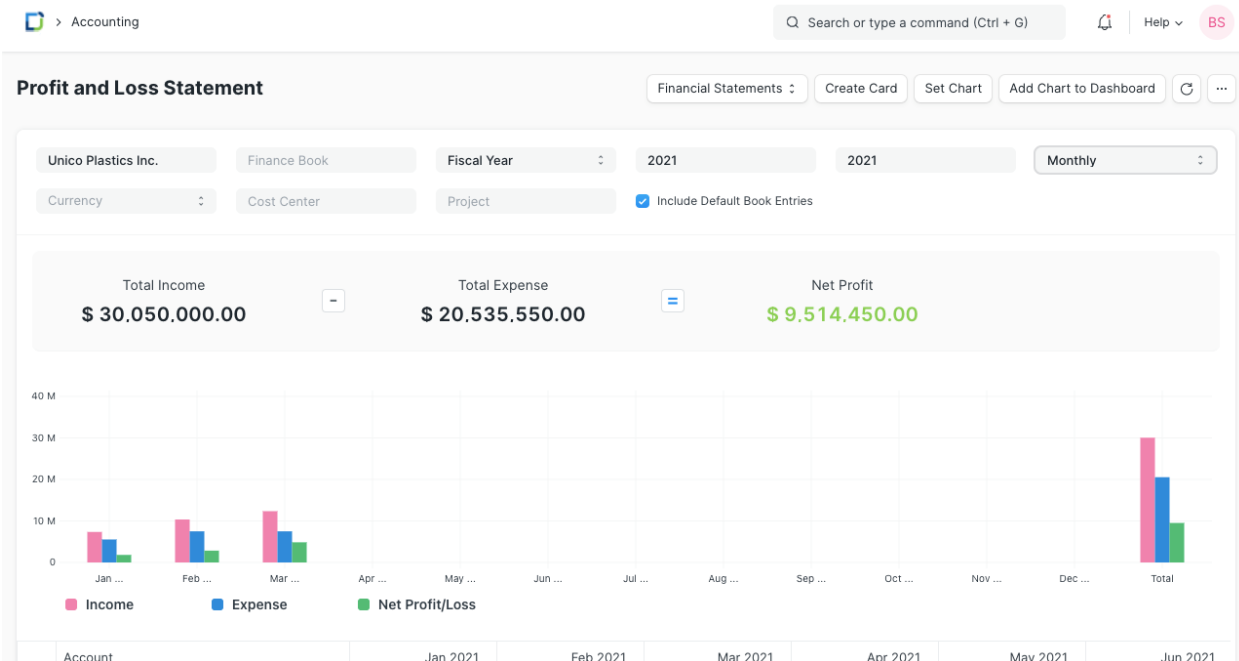 Accounting
Search or type a command (Ctrl + G)
Help
BS
Profit and Loss Statement
Financial Statements
Create Card
Set Chart
Add Chart to Dashboard
...
Unico Plastics Inc.
Finance Book
Fiscal Year
2021
2021
Monthly
Currency
Cost Center
Project
Include Default Book Entries
Total Income
$ 30,050,000.00
-
Total Expense
$ 20,535,550.00
=
Net Profit
$ 9,514,450.00
40 M
30 M
20 M
10 M
0
Jan ...
Feb ...
Mar ...
Apr ...
May ...
Jun ...
Jul ...
Aug ...
Sep ...
Oct ...
Nov ...
Dec ...
Total
Income
Expense
Net Profit/Loss
Account
Jan 2021
Feb 2021
Mar 2021
Apr 2021
May 2021
Jun 2021